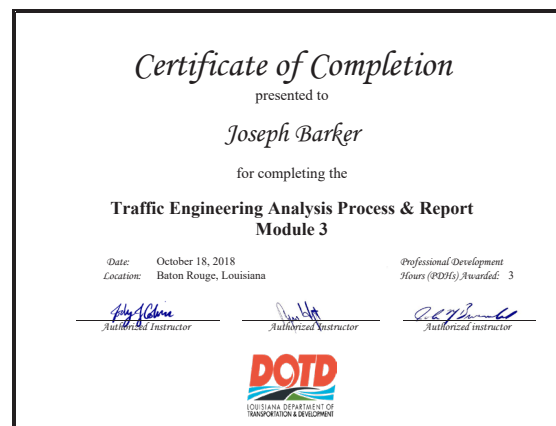 Certificate of Completion
presented to
Joseph Barker
for completing the
Traffic Engineering Analysis Process & Report
Module 3
Date: October 18, 2018
Location: Baton Rouge, Louisiana
Professional Development
Hours (PDHs) Awarded: 3
Authorized Instructor
Authorized Instructor
Authorized instructor
DOTD
LOUISIANA DEPARTMENT OF
TRANSPORTATION & DEVELOPMENT